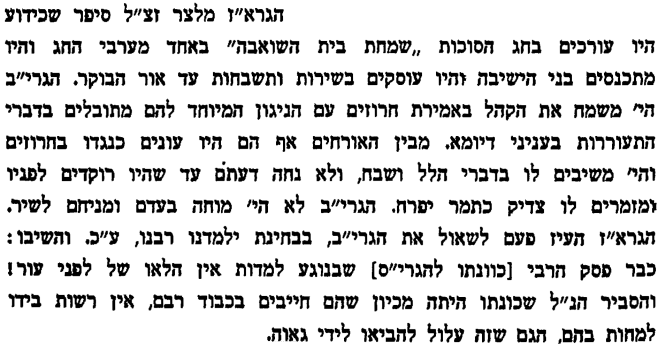 הגרא״ז מלצר זצ״ל סיפר שכידוע
היו עורכים בחג הסוכות „שמחת בית השואבה״ באחד מערבי החג והיו
מתכנסים בני הישיבה והיו עוסקים בשירות ותשבחות עד אור הבוקר. הגרי״ב
הי׳ משמח את הקהל באמירת חרוזים עם הניגון המיוחד להם מתובלים בדברי
התעוררות בעניני דיומא. מבין האורחים אף הם היו עונים כנגדו בחרוזים
והי׳ משיבים לו בדברי הלל ושבח, ולא נחה דעתם עד שהיו רוקדים לפניו
ומזמרים לו צדיק כתמר יפרח. הגרי״ב לא הי׳ מוחה בעדם ומניחם לשיר.
הגרא״ז העיז פעם לשאול את הגרי״ב, בבחינת ילמדנו רבנו, ע״כ. והשיבו:
כבר פסק הרבי [כוונתו להגרי״ס] שבנוגע למדות אין הלאו של לפני עור!
והסביר הנ״ל שכונתו היתה מכיון שהם חייבים בכבוד רבם, אין רשות בידו
למחות בהם, הגם שזה עלול להביאו לידי גאוה.